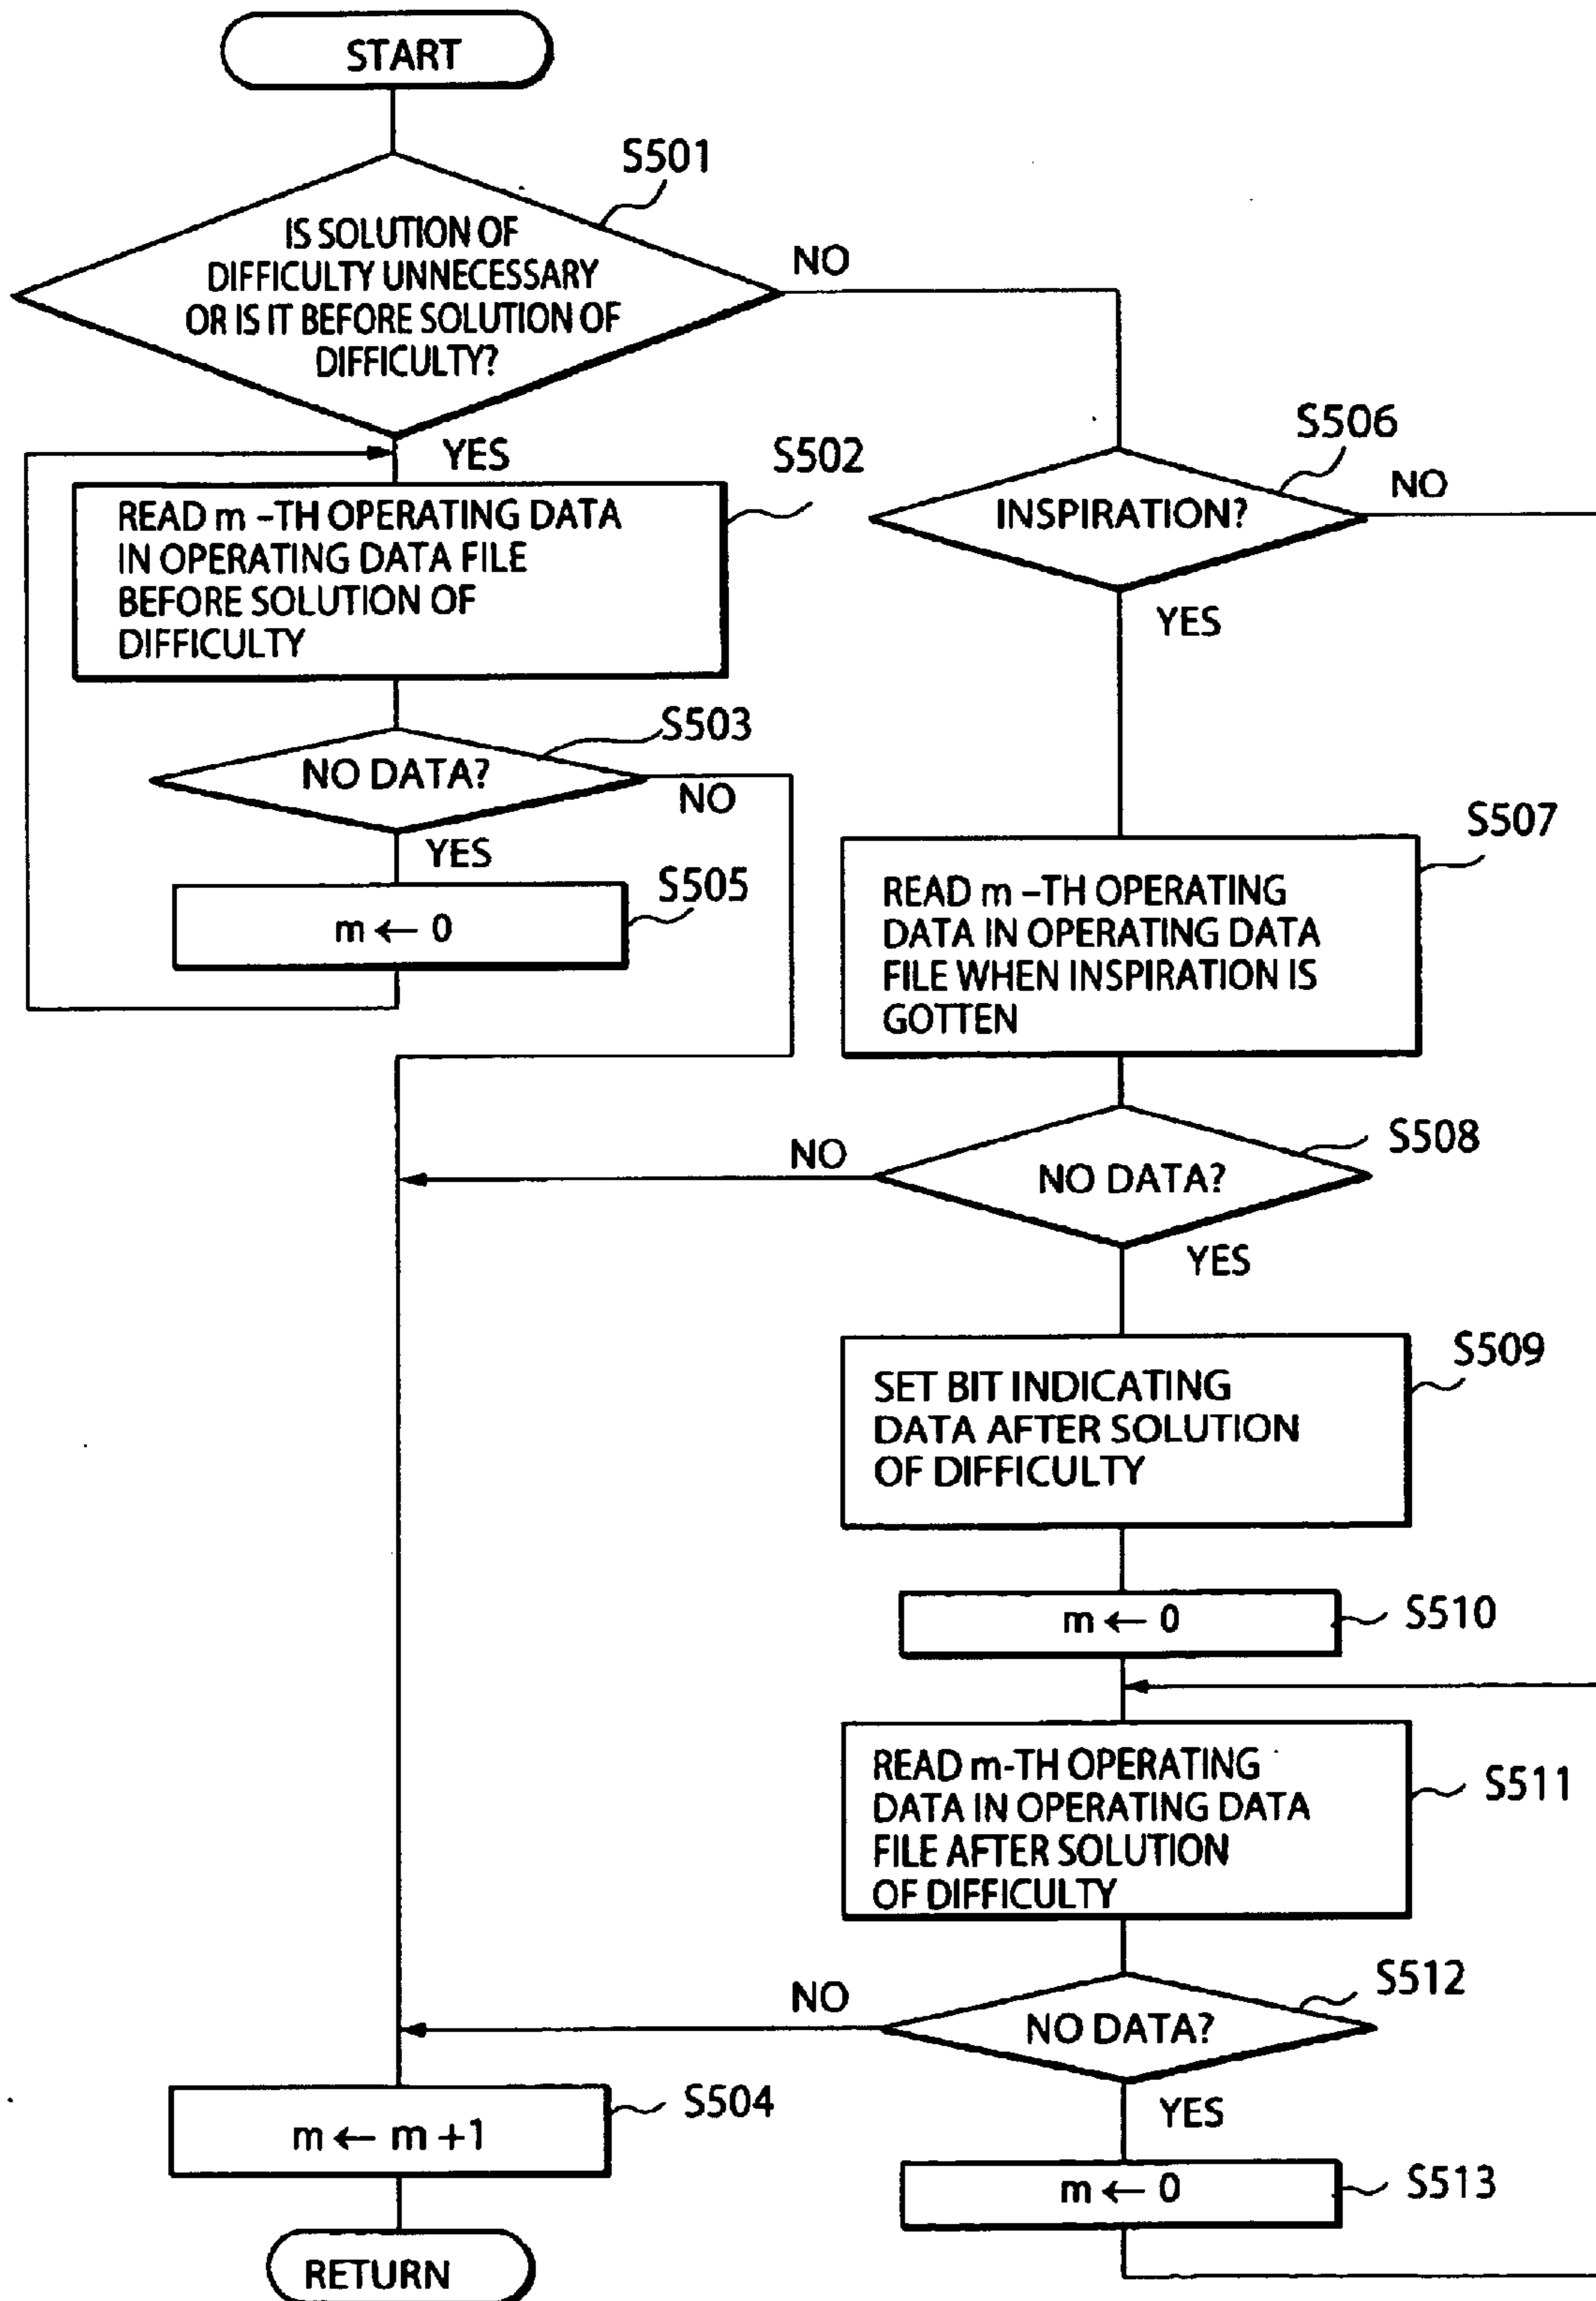 START
S501
IS SOLUTION OF
DIFFICULTY UNNECESSARY
OR IS IT BEFORE SOLUTION OF
DIFFICULTY?
NO
YES
S502
READ m –TH OPERATING DATA
IN OPERATING DATA FILE
BEFORE SOLUTION OF
DIFFICULTY
S503
NO DATA?
NO
YES
S505
m ← 0
S506
INSPIRATION?
NO
YES
S507
READ m –TH OPERATING
DATA IN OPERATING DATA
FILE WHEN INSPIRATION IS
GOTTEN
S508
NO DATA?
NO
YES
S509
SET BIT INDICATING
DATA AFTER SOLUTION
OF DIFFICULTY
m ← 0
S510
READ m-TH OPERATING
DATA IN OPERATING DATA
FILE AFTER SOLUTION
OF DIFFICULTY
S511
S512
NO DATA?
NO
YES
m ← 0
S513
S504
m ← m +1
RETURN